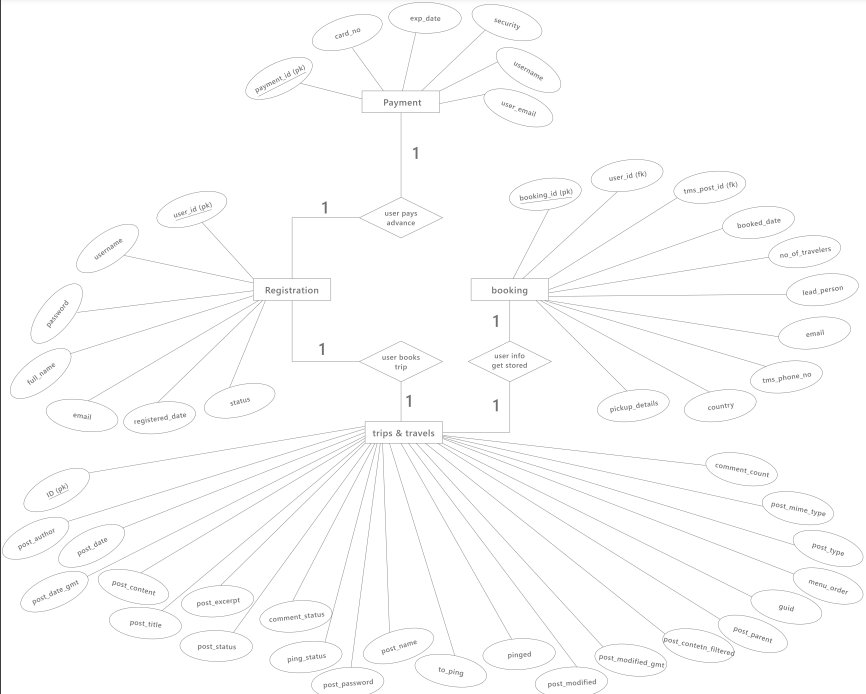 exp_date
card_no
security
payment_id (pk)
username
user_email
Payment
1
user_id (fk)
booking_id (pk)
tms_post_id (fk)
user_id (pk)
1
user pays
advance
booked_date
username
no_of_travelers
Registration
booking
lead_person
password
1
email
1
user books
trip
user info
get stored
full_name
tms_phone_no
1
1
email
registered_date
status
pickup_details
country
trips & travels
comment_count
ID (pk)
post_mime_type
post_author
post_date
post_type
post_date_gmt
post_content
menu_order
post_excerpt
guid
post_title
comment_status
post_status
post_parent
post_contetn_filtered
ping_status
post_name
pinged
post_modified_gmt
to_ping
post_password
post_modified